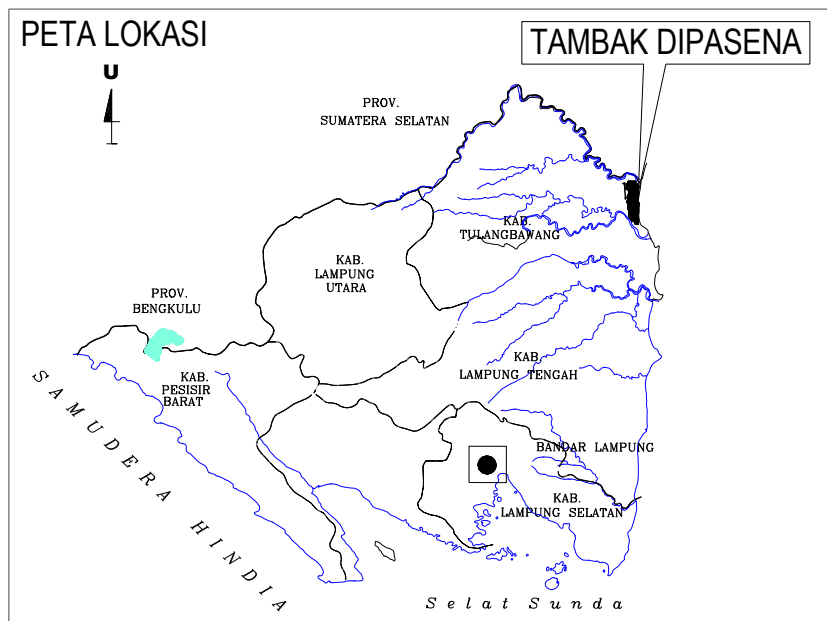 PETA LOKASI
TAMBAK DIPASENA
U
PROV.
SUMATERA SELATAN
KAB.
TULANGBAWANG
KAB.
LAMPUNG
UTARA
PROV.
BENGKULU
KAB.
LAMPUNG TENGAH
KAB.
PESISIR
BARAT
BANDAR LAMPUNG
KAB.
LAMPUNG SELATAN
SAMUDERA HINDIA
Selat Sunda